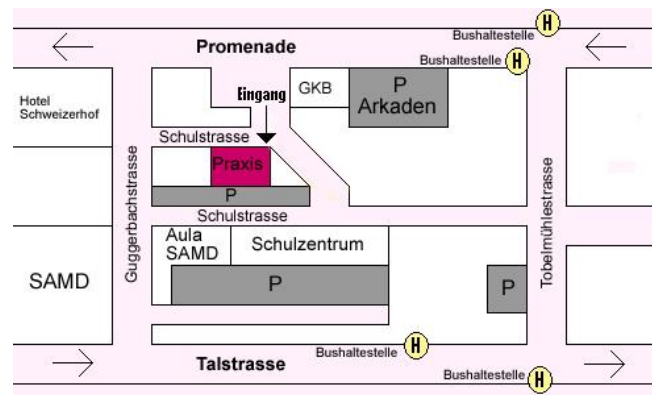 Bushaltestelle H
Promenade
Bushaltestelle H
Hotel
Schweizerhof
Eingang
GKB
P
Arkaden
Schulstrasse
Praxis
P
Schulstrasse
Guggerbachstrasse
Tobelmühlestrasse
Aula
SAMD
Schulzentrum
SAMD
P
P
Bushaltestelle H
Talstrasse
Bushaltestelle H